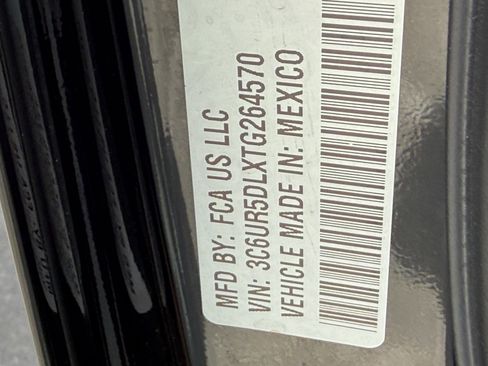 MFD BY: FCA US LLC
VIN: 3C6UR5DLXTG264570
VEHICLE MADE IN: MEXICO